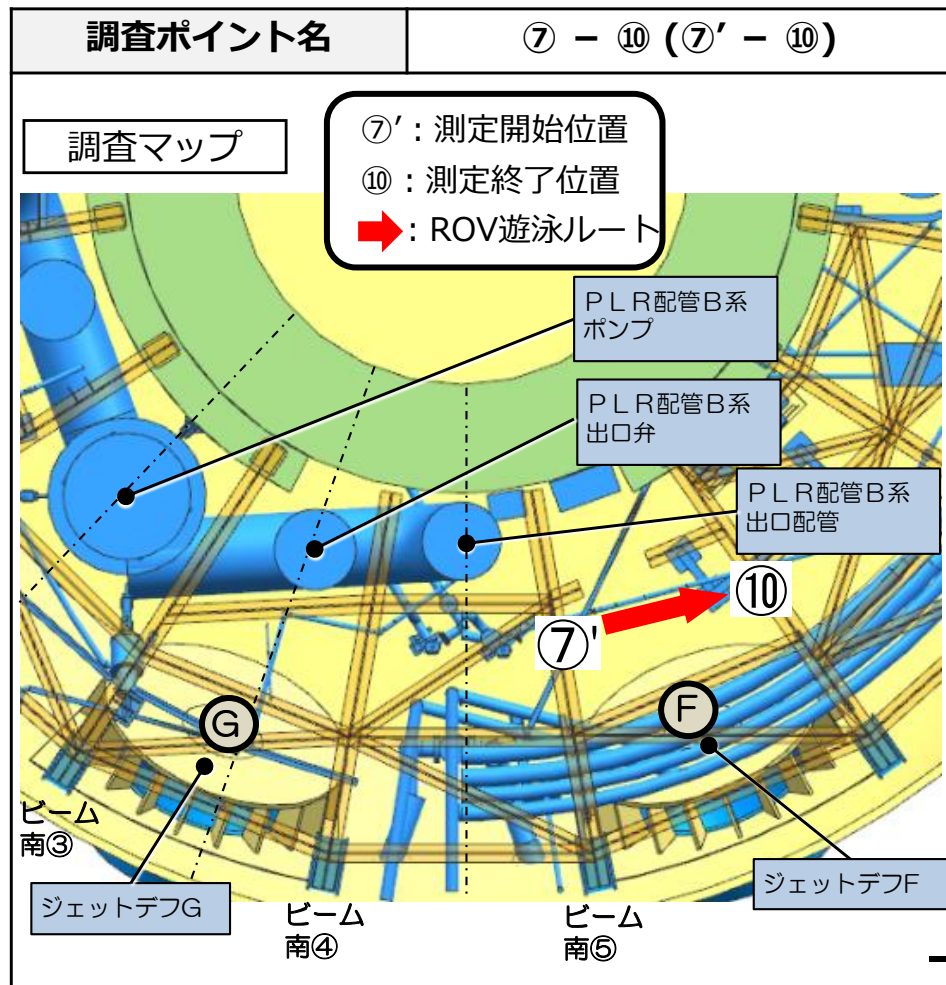 調査ポイント名
⑦ － ⑩ (⑦′ － ⑩)
調査マップ
⑦′：測定開始位置
⑩：測定終了位置
：ROV遊泳ルート
ＰＬＲ配管Ｂ系
ポンプ
ＰＬＲ配管Ｂ系
出口弁
ＰＬＲ配管Ｂ系
出口配管
⑩
⑦'
Ⓖ
Ⓕ
ビーム
南③
ジェットデフG
ビーム
南④
ビーム
南⑤
ジェットデフF